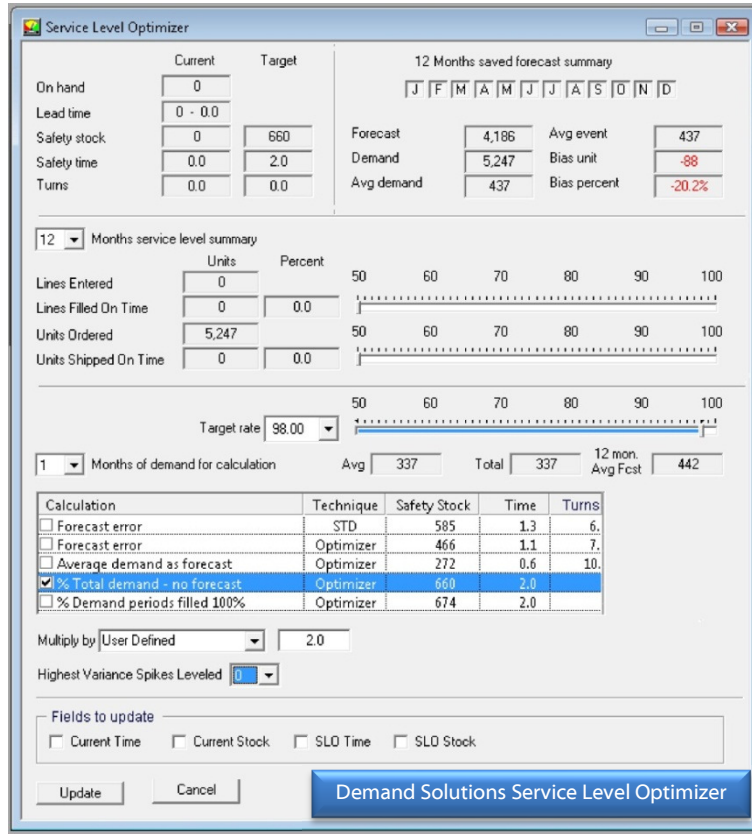 Service Level Optimizer
Current Target
On hand 0
Lead time 0 - 0.0
Safety stock 0 660
Safety time 0.0 2.0
Turns 0.0 0.0
12 Months saved forecast summary
J F M A M J J A S O N D
Forecast 4,186 Avg event 437
Demand 5,247 Bias unit -88
Avg demand 437 Bias percent -20.2%
12 Months service level summary
Units Percent
Lines Entered 0
50 60 70 80 90 100
Lines Filled On Time 0 0.0
Units Ordered 5,247
50 60 70 80 90 100
Units Shipped On Time 0 0.0
50 60 70 80 90 100
Target rate 98.00
1 Months of demand for calculation Avg 337 Total 337 12 mon. Avg Fcst 442
Calculation Technique Safety Stock Time Turns
Forecast error STD 585 1.3 6.
Forecast error Optimizer 466 1.1 7.
Average demand as forecast Optimizer 272 0.6 10.
% Total demand - no forecast Optimizer 660 2.0
% Demand periods filled 100% Optimizer 674 2.0
Multiply by User Defined 2.0
Highest Variance Spikes Leveled 0
Fields to update
Current Time Current Stock SLO Time SLO Stock
Update Cancel
Demand Solutions Service Level Optimizer